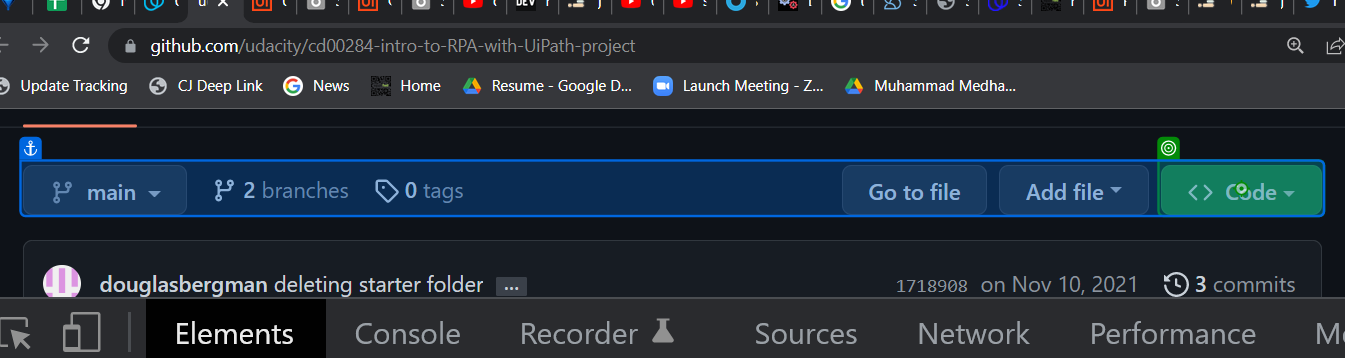 github.com/udacity/cd00284-intro-to-RPA-with-UiPath-project
Update Tracking CJ Deep Link News Home Resume - Google D... Launch Meeting - Z... Muhammad Medha...
main 2 branches 0 tags Go to file Add file Code
douglasbergman deleting starter folder ... 1718908 on Nov 10, 2021 3 commits
Elements Console Recorder Sources Network Performance